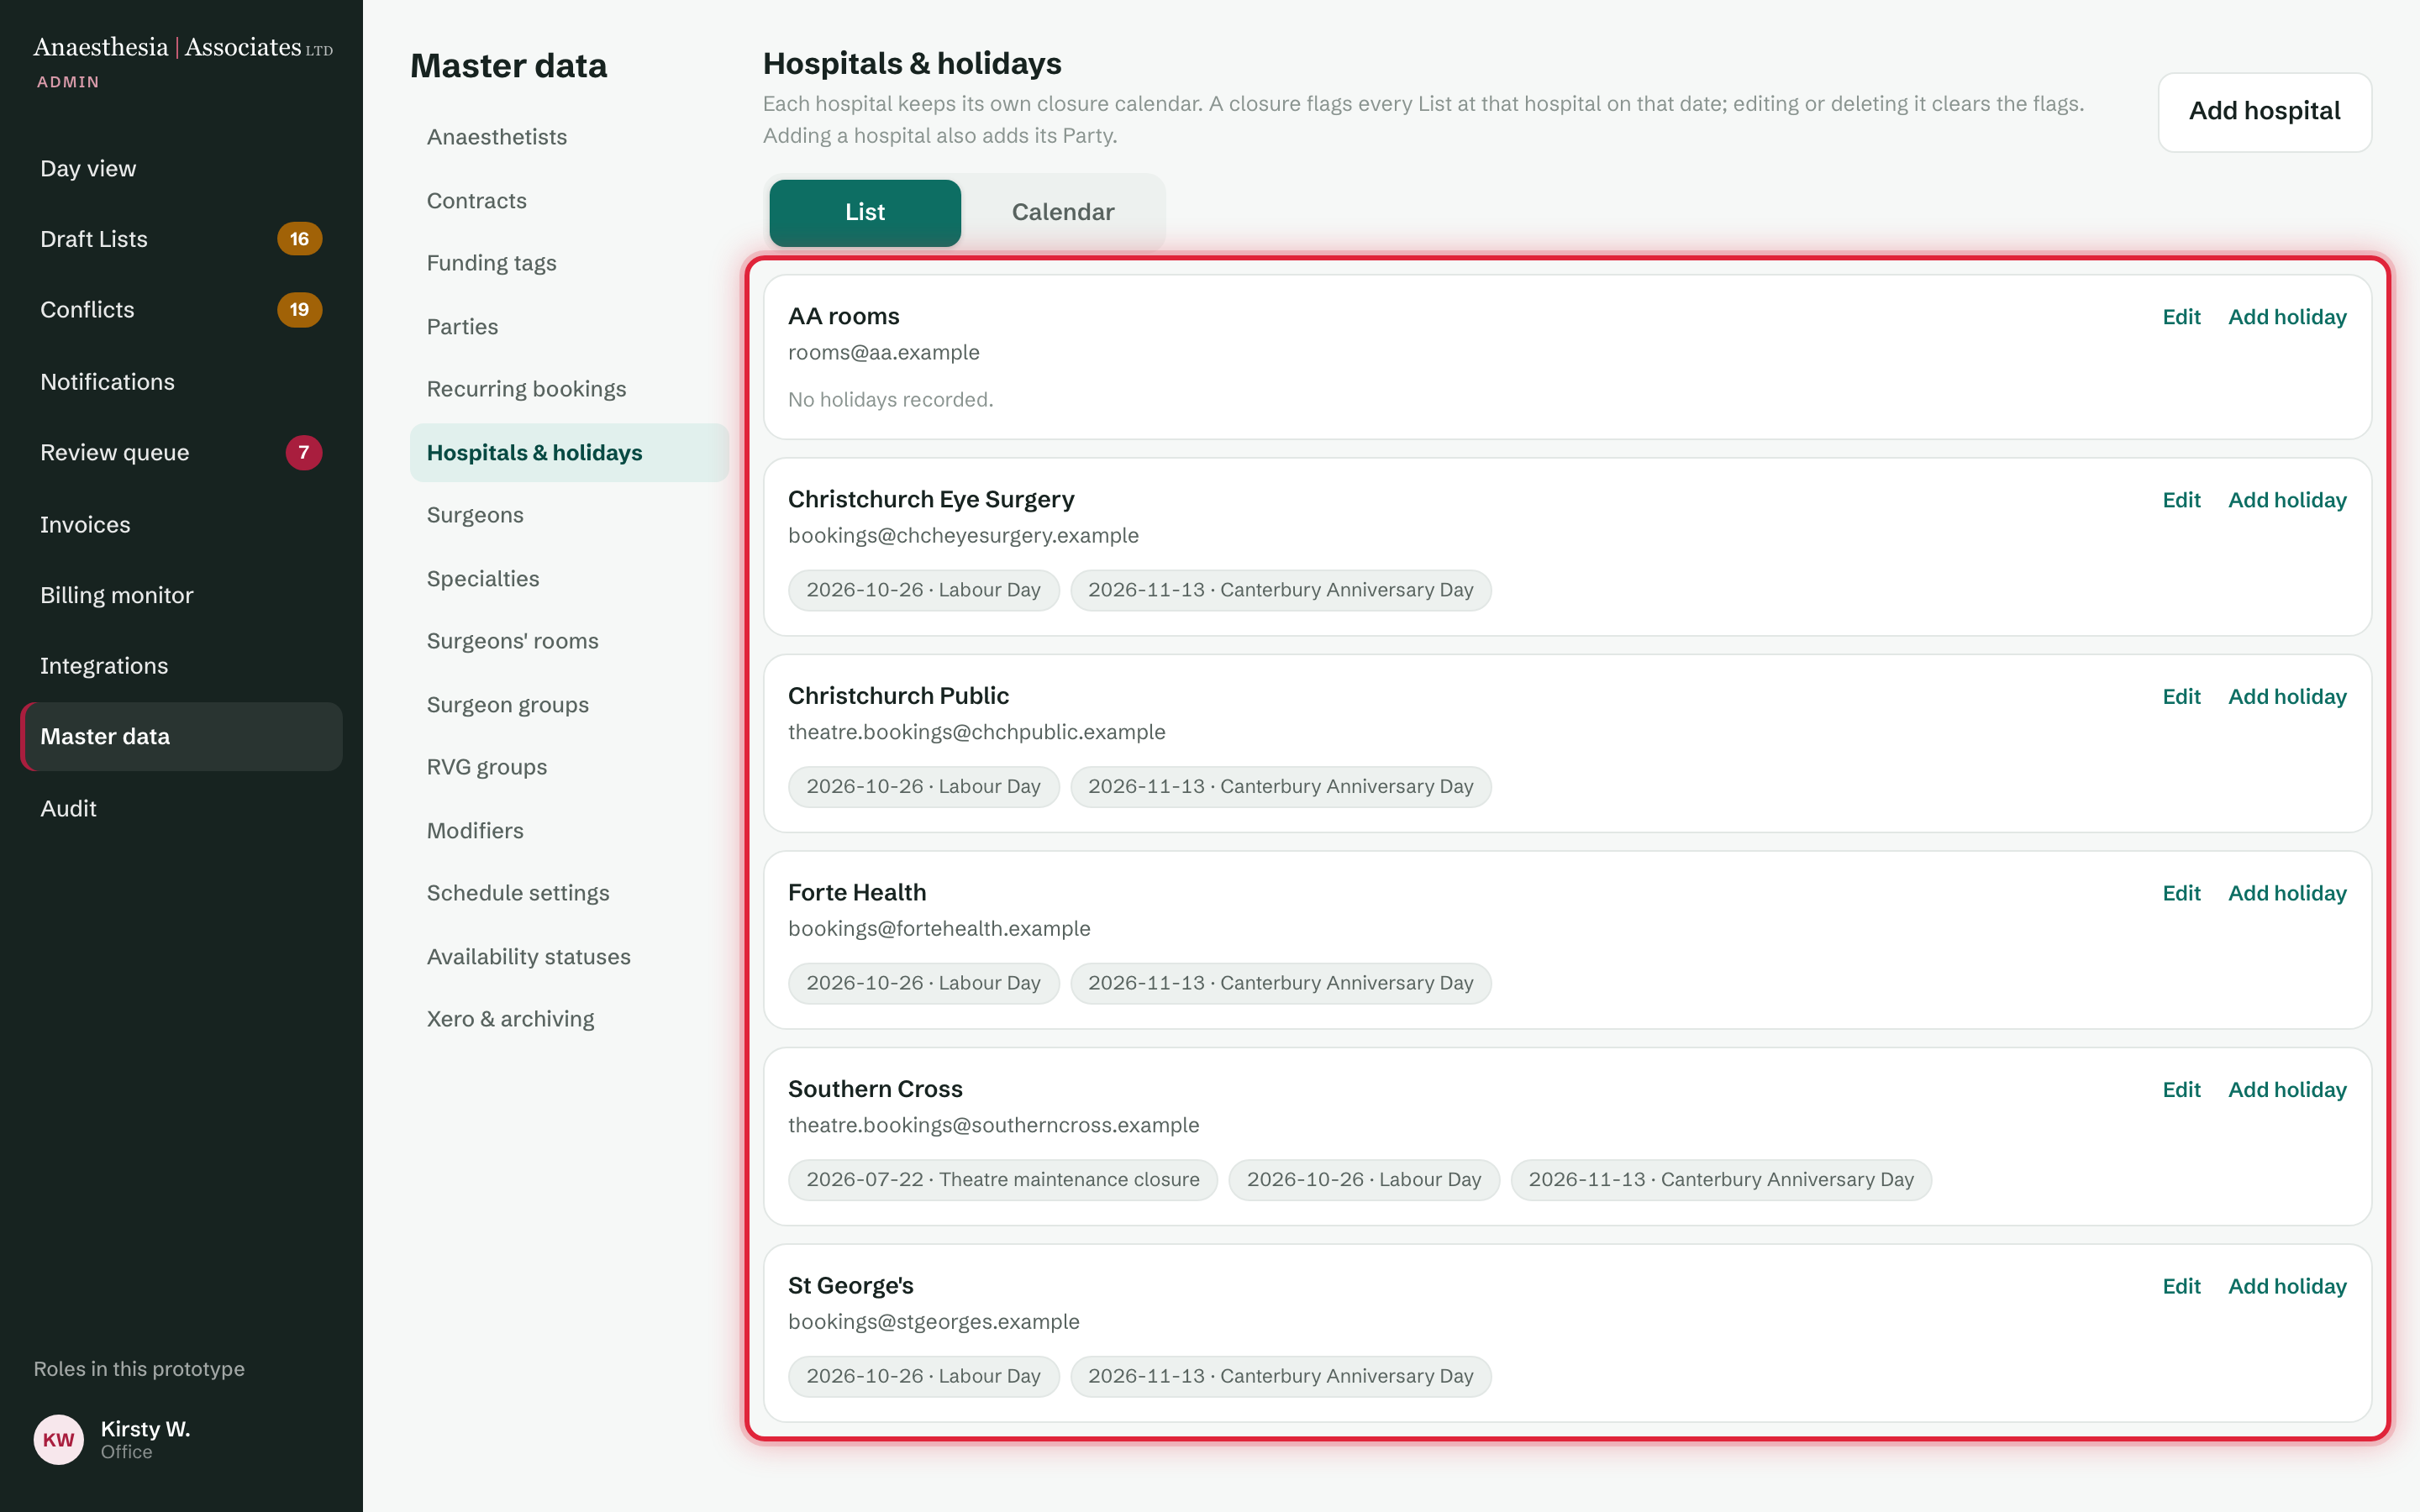 Anaesthesia | Associates LTD
ADMIN
Day view
Draft Lists 16
Conflicts 19
Notifications
Review queue 7
Invoices
Billing monitor
Integrations
Master data
Audit
Roles in this prototype
KW
Kirsty W.
Office
Master data
Anaesthetists
Contracts
Funding tags
Parties
Recurring bookings
Hospitals & holidays
Surgeons
Specialties
Surgeons' rooms
Surgeon groups
RVG groups
Modifiers
Schedule settings
Availability statuses
Xero & archiving
Hospitals & holidays
Each hospital keeps its own closure calendar. A closure flags every List at that hospital on that date; editing or deleting it clears the flags.
Adding a hospital also adds its Party.
Add hospital
List Calendar
AA rooms Edit Add holiday
rooms@aa.example
No holidays recorded.
Christchurch Eye Surgery Edit Add holiday
bookings@chcheyesurgery.example
2026-10-26 · Labour Day 2026-11-13 · Canterbury Anniversary Day
Christchurch Public Edit Add holiday
theatre.bookings@chchpublic.example
2026-10-26 · Labour Day 2026-11-13 · Canterbury Anniversary Day
Forte Health Edit Add holiday
bookings@fortehealth.example
2026-10-26 · Labour Day 2026-11-13 · Canterbury Anniversary Day
Southern Cross Edit Add holiday
theatre.bookings@southerncross.example
2026-07-22 · Theatre maintenance closure 2026-10-26 · Labour Day 2026-11-13 · Canterbury Anniversary Day
St George's Edit Add holiday
bookings@stgeorges.example
2026-10-26 · Labour Day 2026-11-13 · Canterbury Anniversary Day